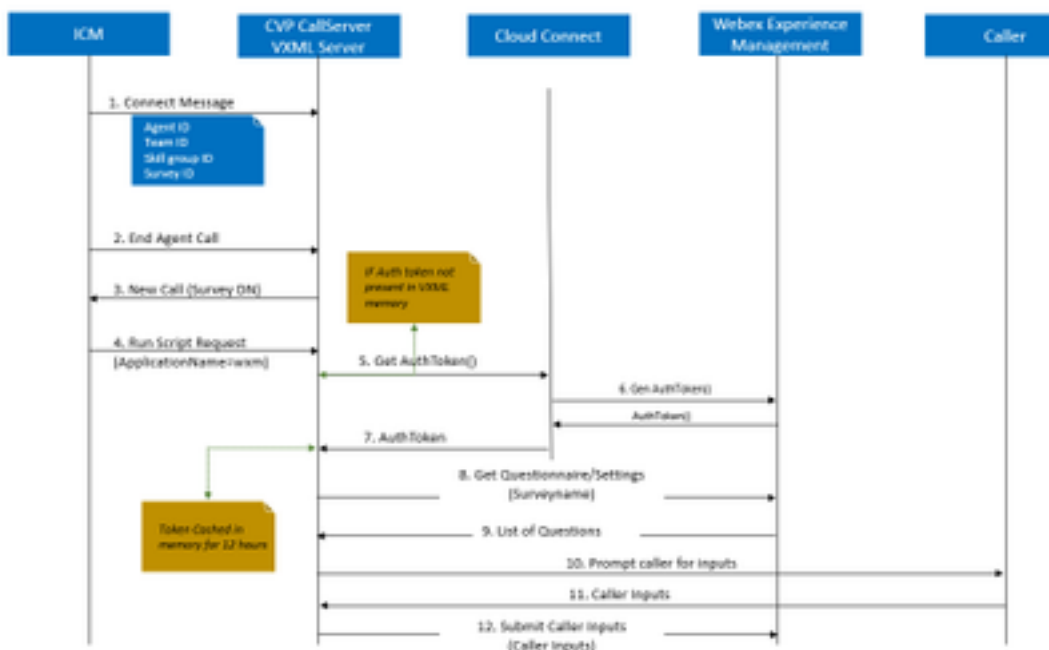 ICM
CVP CallServer
VXML Server
Cloud Connect
Webex Experience
Management
Caller
1. Connect Message
Agent ID
Team ID
Skill group ID
Survey ID
2. End Agent Call
If Auth token not
present in VXML
memory
3. New Call (Survey DN)
4. Run Script Request
(ApplicationName=wxm)
5. Get AuthToken()
6. Gen AuthToken()
AuthToken()
7. AuthToken
8. Get Questionnaire/Settings
(Surveyname)
Token Cached in
memory for 12 hours
9. List of Questions
10. Prompt caller for inputs
11. Caller Inputs
12. Submit Caller Inputs
(Caller Inputs)